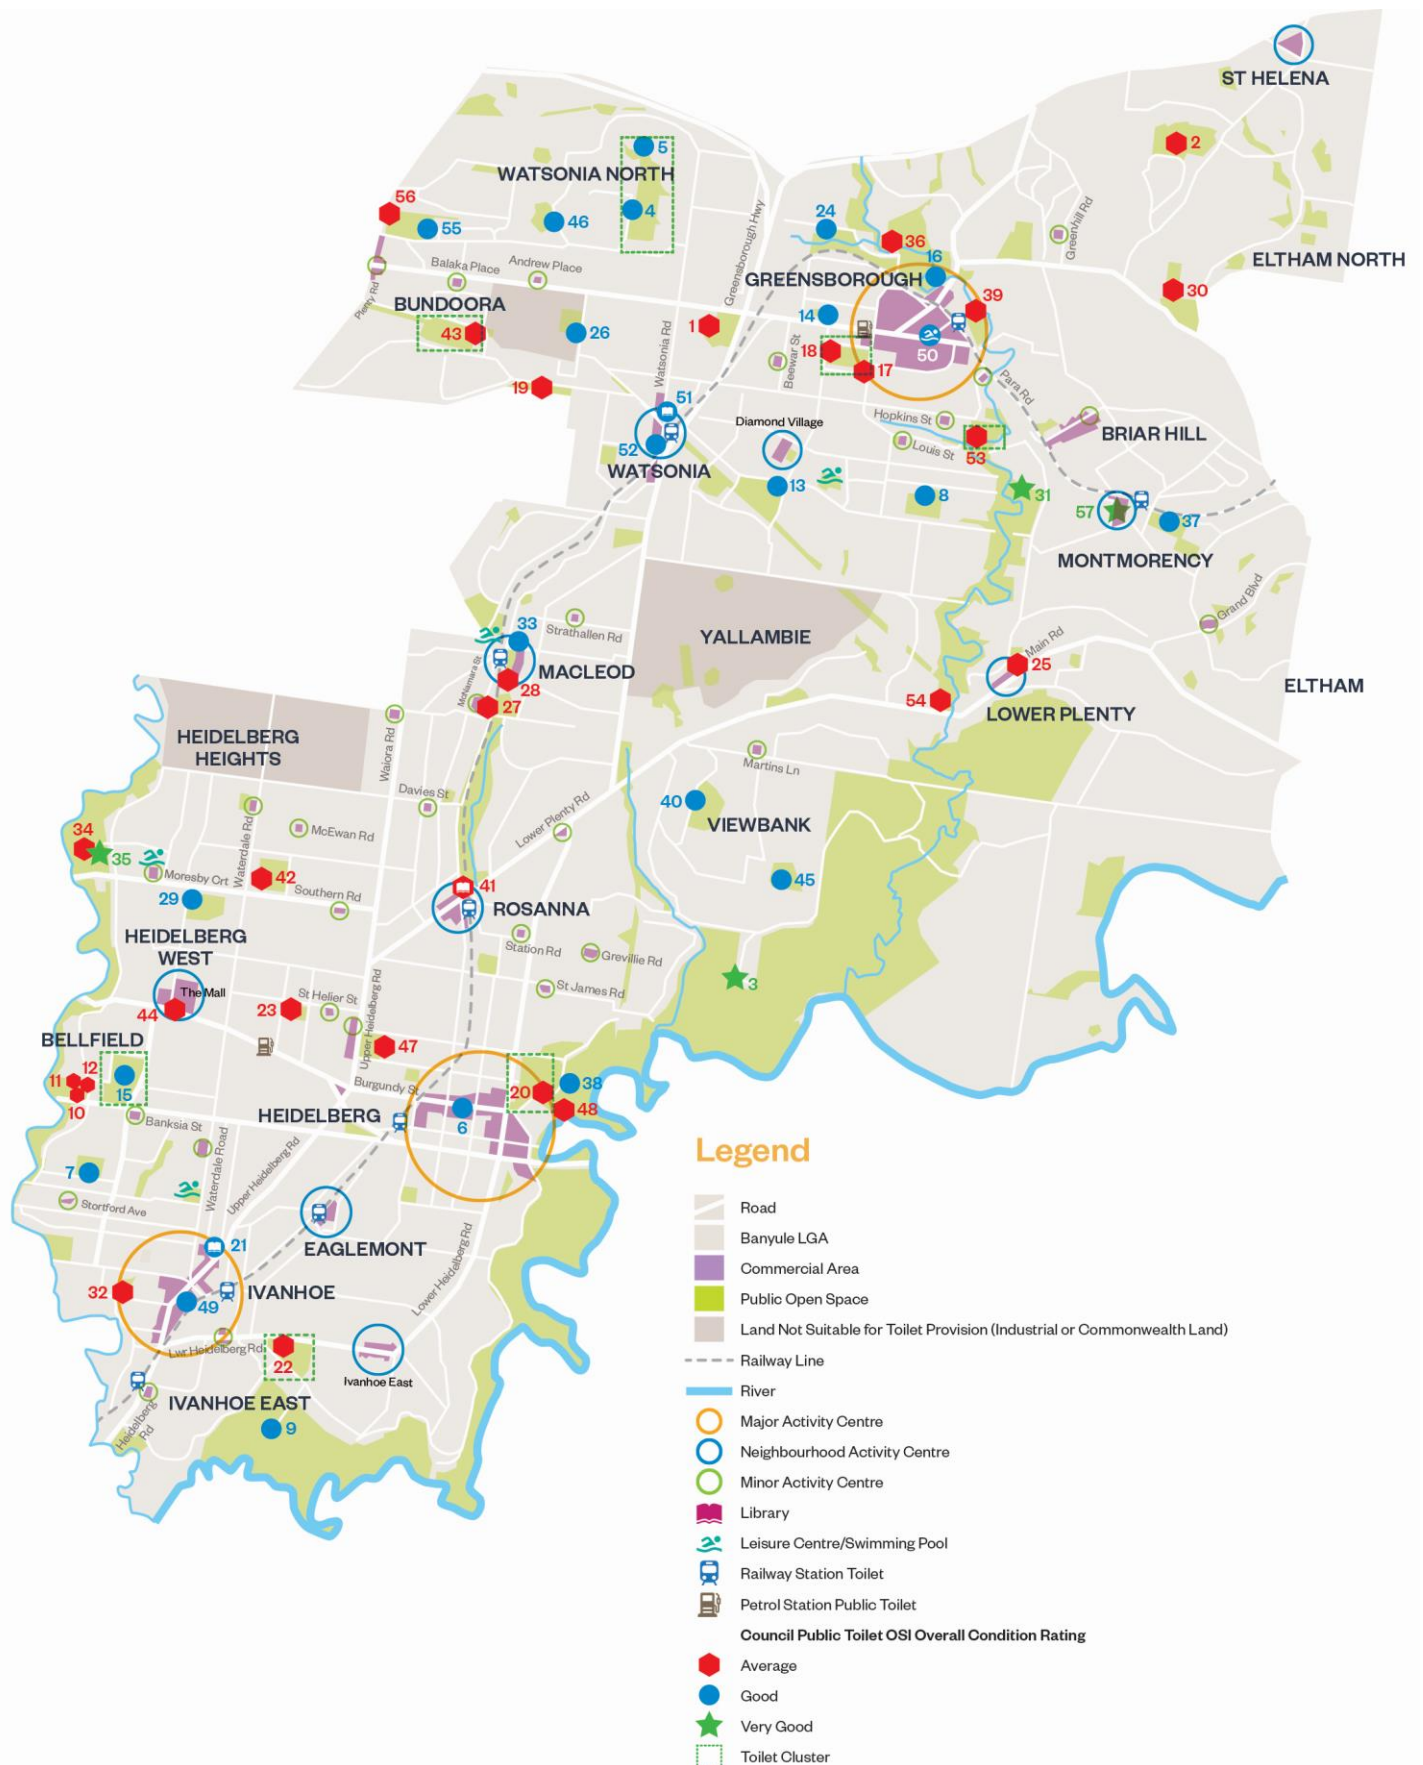 ST HELENA
2
5
WATSONIA NORTH
4
56
55
46
24
36
Greensborough Hwy
Greenhill Rd
16
ELTHAM NORTH
Balaka Place
Andrew Place
GREENSBOROUGH
Plenty Rd
BUNDOORA
30
39
43
26
1
14
50
18
17
Watsonia Rd
Beewar St
19
Para Rd
51
Hopkins St
Diamond Village
BRIAR HILL
52
Louis St
53
WATSONIA
13
8
31
57
37
MONTMORENCY
Grand Blvd
33
Strathallen Rd
YALLAMBIE
McNamara St
MACLEOD
Main Rd
25
28
27
54
ELTHAM
LOWER PLENTY
HEIDELBERG
HEIGHTS
Waiora Rd
Martins Ln
Davies St
40
VIEWBANK
Lower Plenty Rd
34
McEwan Rd
35
Waterdale Rd
Moresby Crt
42
Southern Rd
41
45
29
ROSANNA
HEIDELBERG
WEST
Station Rd
Grevillie Rd
3
The Mall
St Helier St
St James Rd
44
23
Upper Heidelberg Rd
BELLFIELD
47
11
12
15
10
Burgundy St
20
38
48
HEIDELBERG
6
Banksia St
Waterdale Road
Upper Heidelberg Rd
7
Stortford Ave
21
EAGLEMONT
Lower Heidelberg Rd
32
IVANHOE
49
Lwr Heidelberg Rd
22
Ivanhoe East
IVANHOE EAST
Heidelberg
Rd
9
Legend
Road
Banyule LGA
Commercial Area
Public Open Space
Land Not Suitable for Toilet Provision (Industrial or Commonwealth Land)
Railway Line
River
Major Activity Centre
Neighbourhood Activity Centre
Minor Activity Centre
Library
Leisure Centre/Swimming Pool
Railway Station Toilet
Petrol Station Public Toilet
Council Public Toilet OSI Overall Condition Rating
Average
Good
Very Good
Toilet Cluster